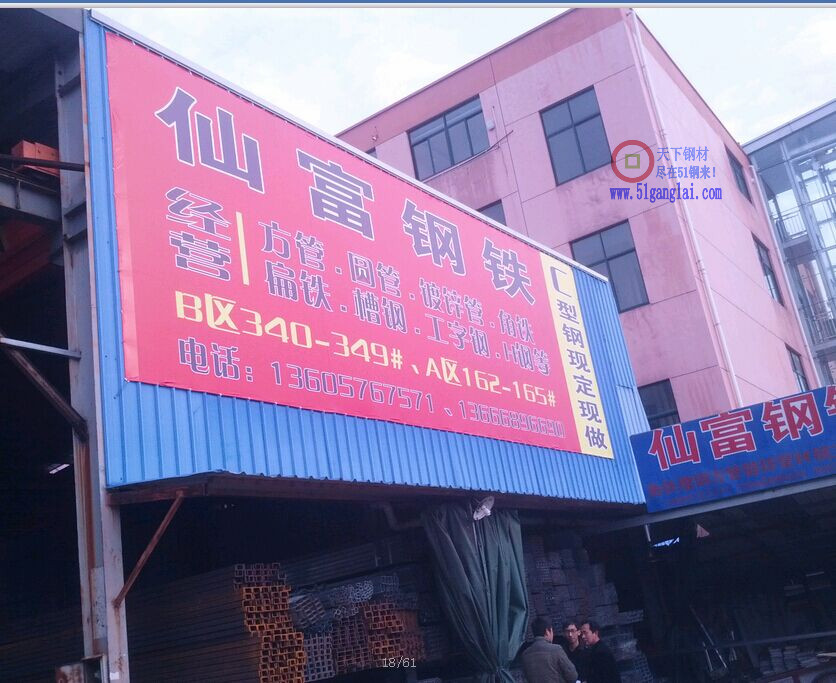 仙富钢铁
经营
方管.圆管.镀锌管.角铁
扁铁.槽钢.工字钢.H钢等
B区340-349#、A区162-165#
电话：13605767571、13666896690
C型钢现定现做
天下钢材
尽在51钢来!
www.51ganglai.com
仙富钢铁
18/61